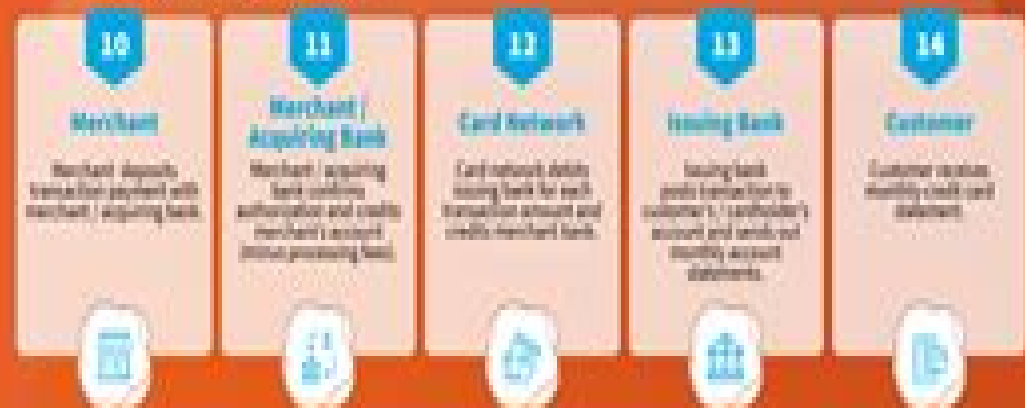 10
Merchant
Merchant deposits
transaction payment with
merchant / acquiring bank.
11
Merchant /
Acquiring Bank
Merchant / acquiring
bank confirms
authorization and credits
merchant's account
(minus processing fees).
12
Card Network
Card network debits
issuing bank for each
transaction amount and
credits merchant bank.
13
Issuing Bank
Issuing bank
posts transaction to
customer's / cardholder's
account and sends out
monthly account
statements.
14
Customer
Customer receives
monthly credit card
statement.